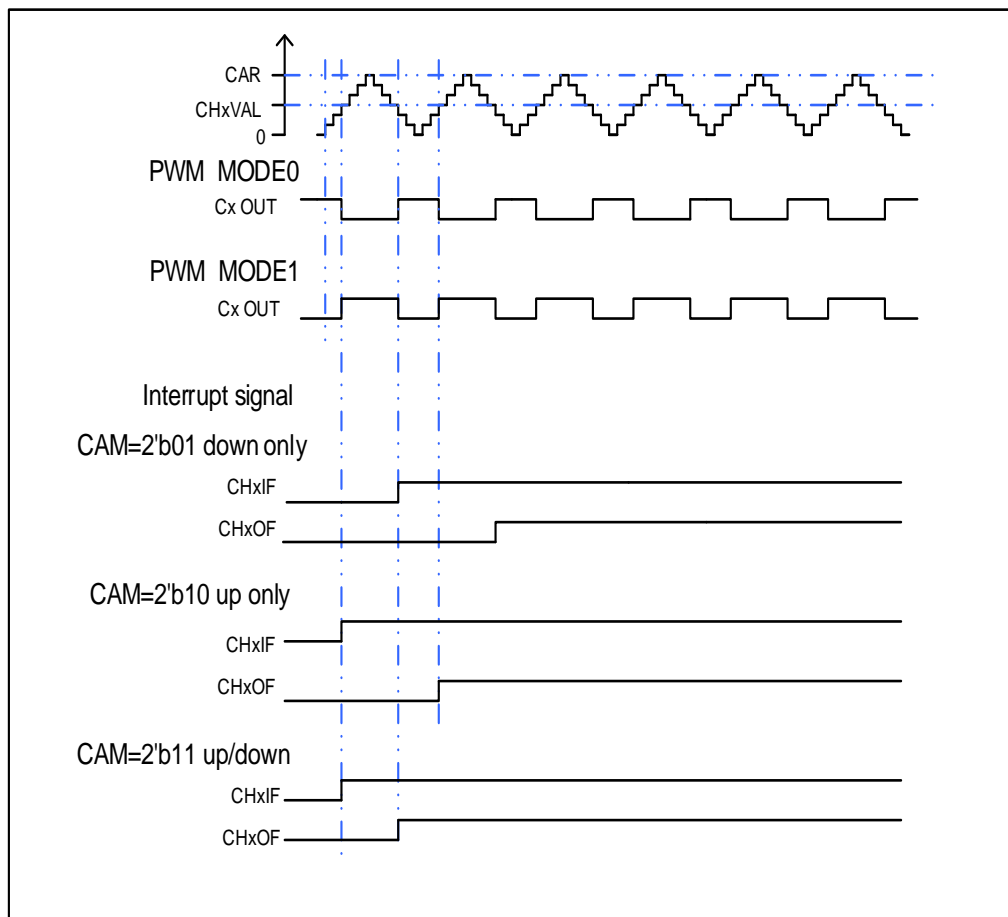 CAR
CHxVAL
0
PWM MODE0
Cx OUT
PWM MODE1
Cx OUT
Interrupt signal
CAM=2'b01 down only
CHxIF
CHxOF
CAM=2'b10 up only
CHxIF
CHxOF
CAM=2'b11 up/down
CHxIF
CHxOF